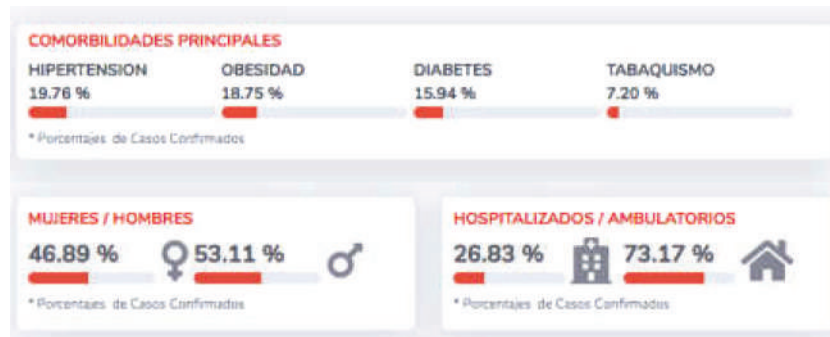 COMORBILIDADES PRINCIPALES
HIPERTENSION OBESIDAD DIABETES TABAQUISMO
19.76 % 18.75 % 15.94 % 7.20 %
* Porcentajes de Casos Confirmados
MUJERES / HOMBRES
46.89 % 53.11 %
* Porcentajes de Casos Confirmados
HOSPITALIZADOS / AMBULATORIOS
26.83 % 73.17 %
* Porcentajes de Casos Confirmados